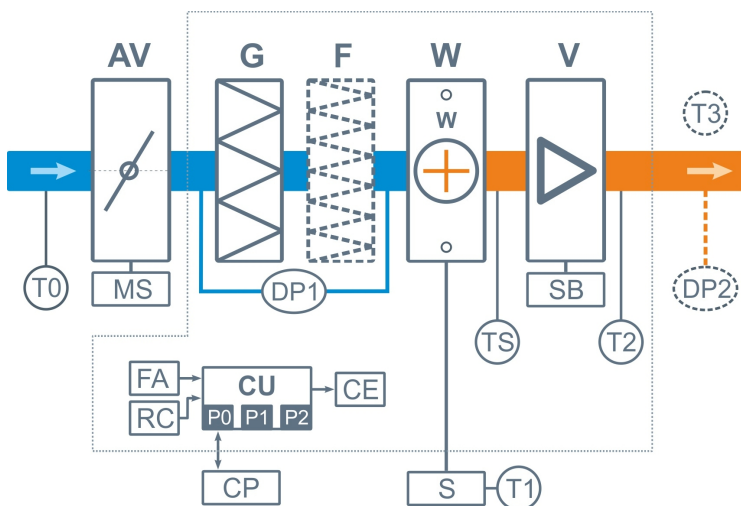 AV G F W V
W
T3
T0 MS DP1 SB DP2
TS T2
FA CU CE
RC P0 P1 P2
CP S T1